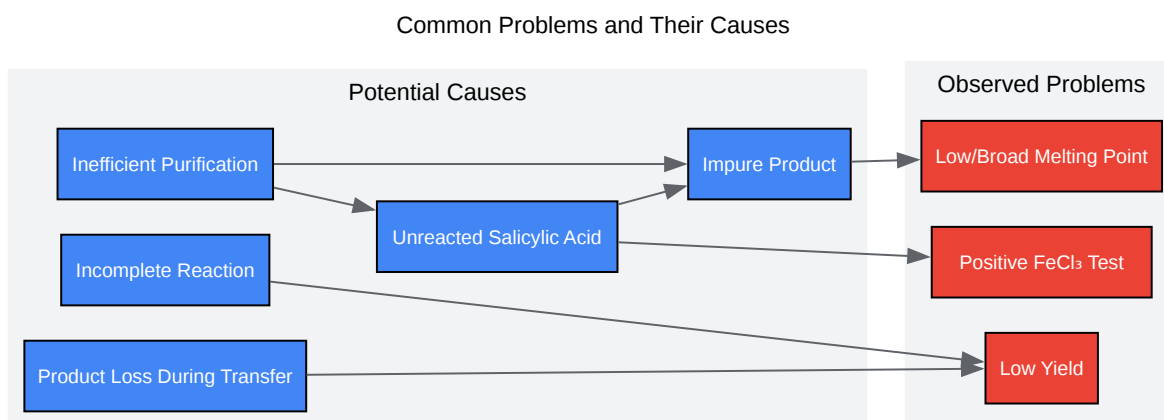 Common Problems and Their Causes
Potential Causes
Observed Problems
Inefficient Purification
Impure Product
Low/Broad Melting Point
Unreacted Salicylic Acid
Incomplete Reaction
Positive FeCl₃ Test
Product Loss During Transfer
Low Yield